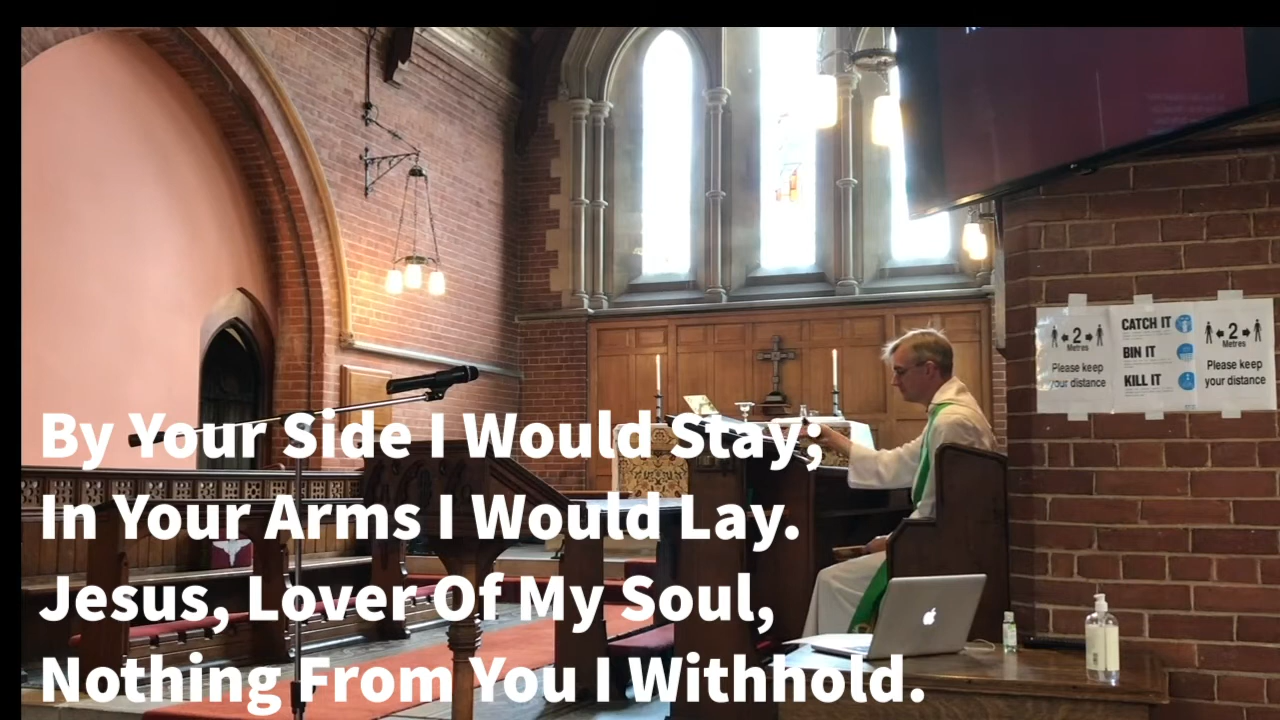 2
Metres
Please keep
your distance
CATCH IT
BIN IT
KILL IT
2
Metres
Please keep
your distance
By Your Side I Would Stay;
In Your Arms I Would Lay.
Jesus, Lover Of My Soul,
Nothing From You I Withhold.